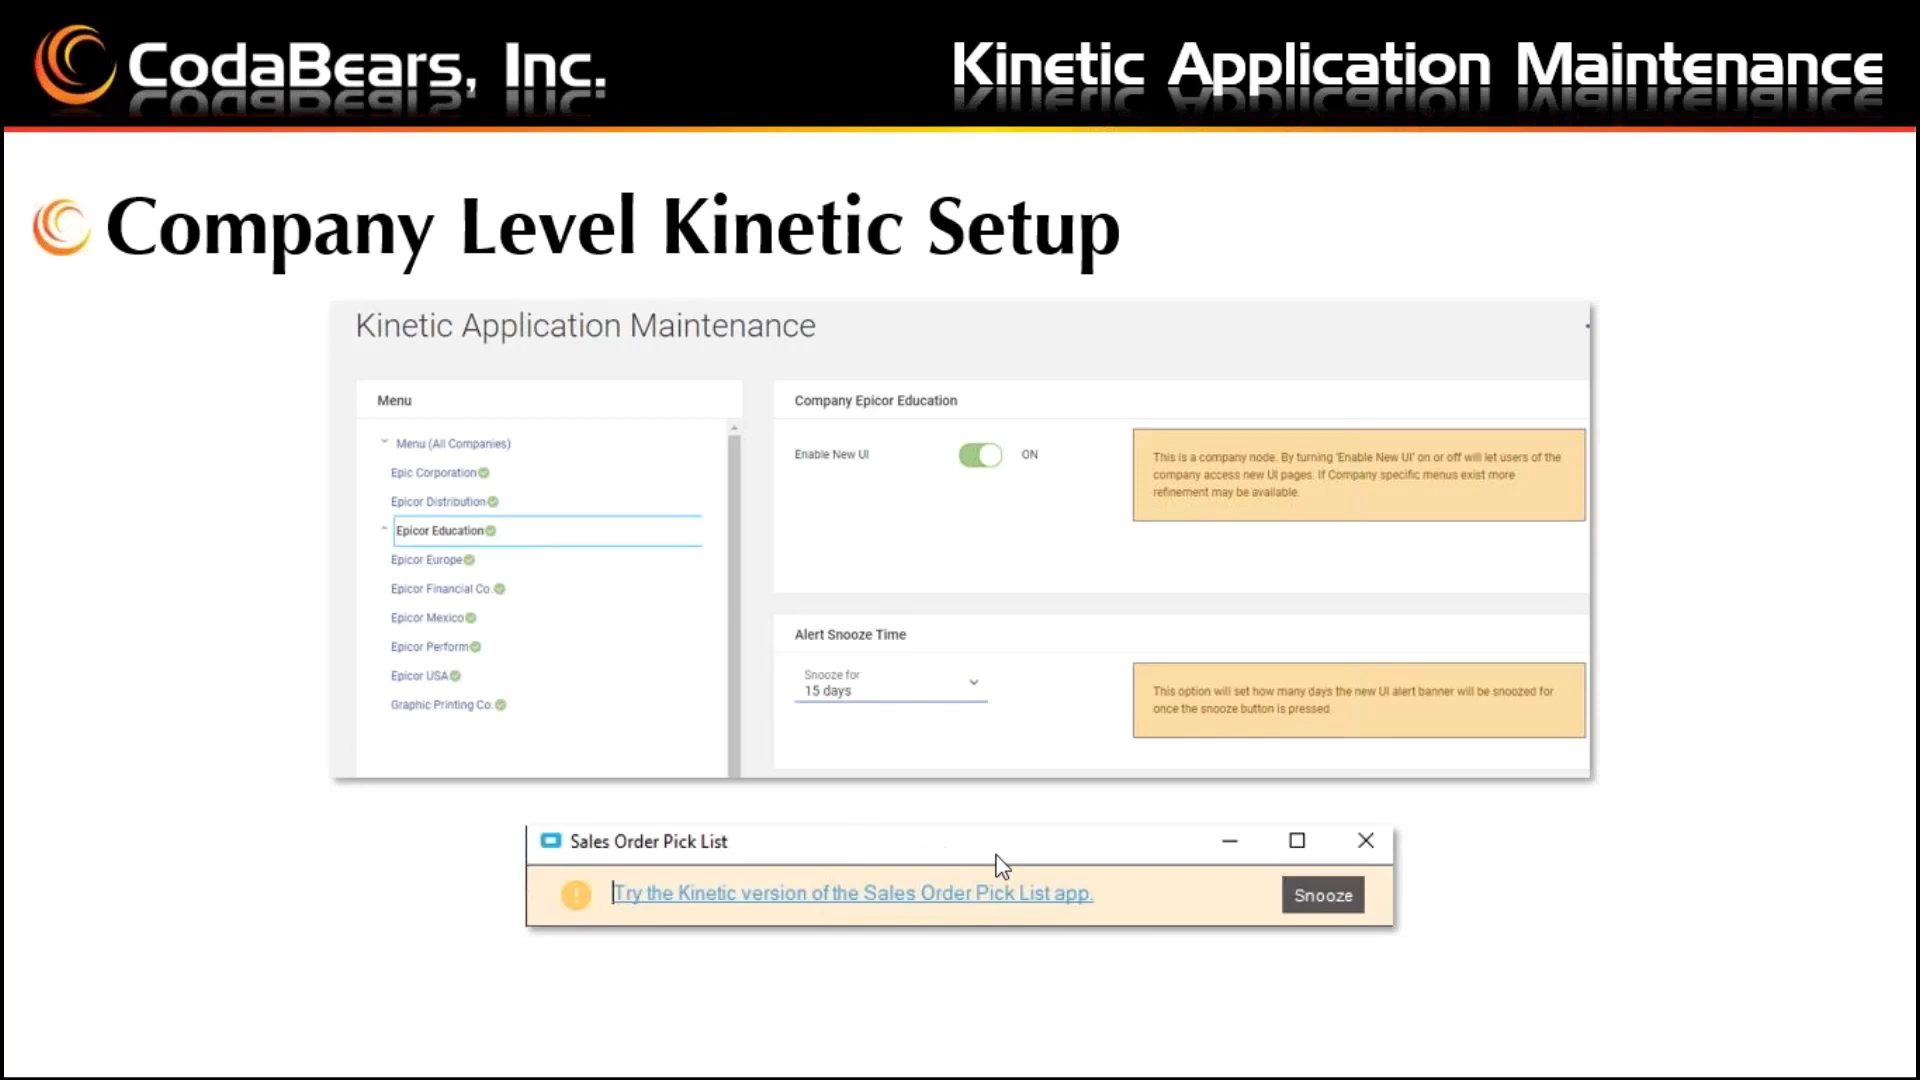 CodaBears, Inc.
Kinetic Application Maintenance
Company Level Kinetic Setup
Kinetic Application Maintenance
Menu
Menu (All Companies)
Epic Corporation
Epicor Distribution
Epicor Education
Epicor Europe
Epicor Financial Co.
Epicor Mexico
Epicor Perform
Epicor USA
Graphic Printing Co.
Company Epicor Education
Enable New UI
ON
This is a company node. By turning 'Enable New UI' on or off will let users of the
company access new UI pages. If Company specific menus exist more
refinement may be available.
Alert Snooze Time
Snooze for
15 days
This option will set how many days the new UI alert banner will be snoozed for
once the snooze button is pressed.
Sales Order Pick List
Try the Kinetic version of the Sales Order Pick List app.
Snooze